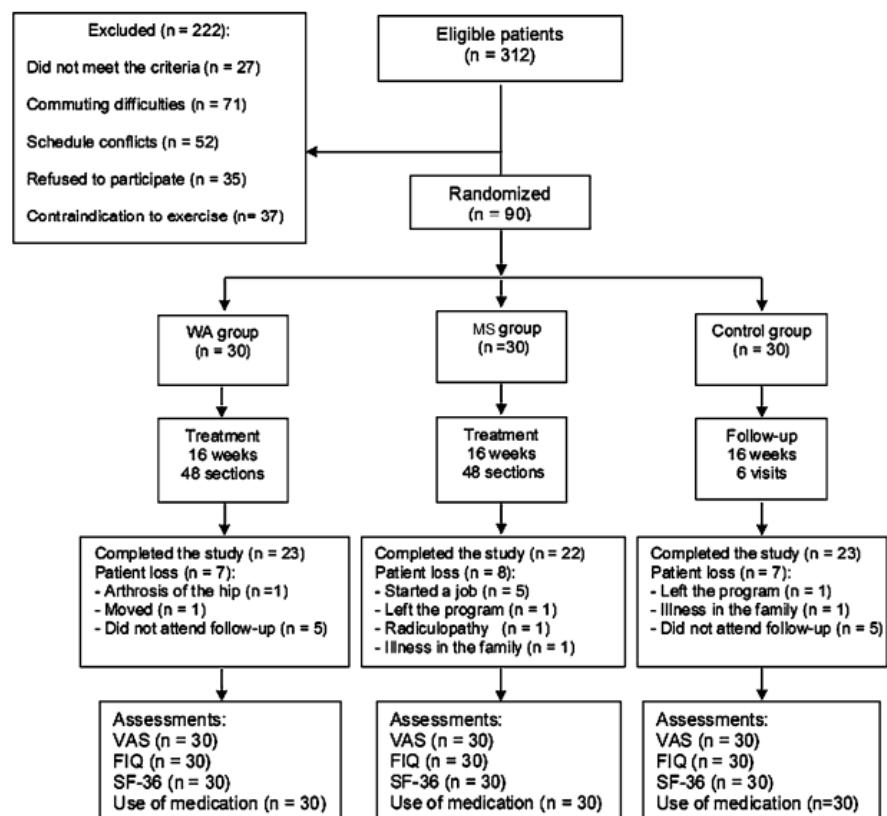 Excluded (n = 222):
Did not meet the criteria (n = 27)
Commuting difficulties (n = 71)
Schedule conflicts (n = 52)
Refused to participate (n = 35)
Contraindication to exercise (n= 37)
Eligible patients
(n = 312)
Randomized
(n = 90)
WA group
(n = 30)
MS group
(n =30)
Control group
(n = 30)
Treatment
16 weeks
48 sections
Treatment
16 weeks
48 sections
Follow-up
16 weeks
6 visits
Completed the study (n = 23)
Patient loss (n = 7):
- Arthrosis of the hip (n =1)
- Moved (n = 1)
- Did not attend follow-up (n = 5)
Completed the study (n = 22)
Patient loss (n = 8):
- Started a job (n = 5)
- Left the program (n = 1)
- Radiculopathy (n = 1)
- Illness in the family (n = 1)
Completed the study (n = 23)
Patient loss (n = 7):
- Left the program (n = 1)
- Illness in the family (n = 1)
- Did not attend follow-up (n = 5)
Assessments:
VAS (n = 30)
FIQ (n = 30)
SF-36 (n = 30)
Use of medication (n = 30)
Assessments:
VAS (n = 30)
FIQ (n = 30)
SF-36 (n = 30)
Use of medication (n = 30)
Assessments:
VAS (n = 30)
FIQ (n = 30)
SF-36 (n = 30)
Use of medication (n=30)